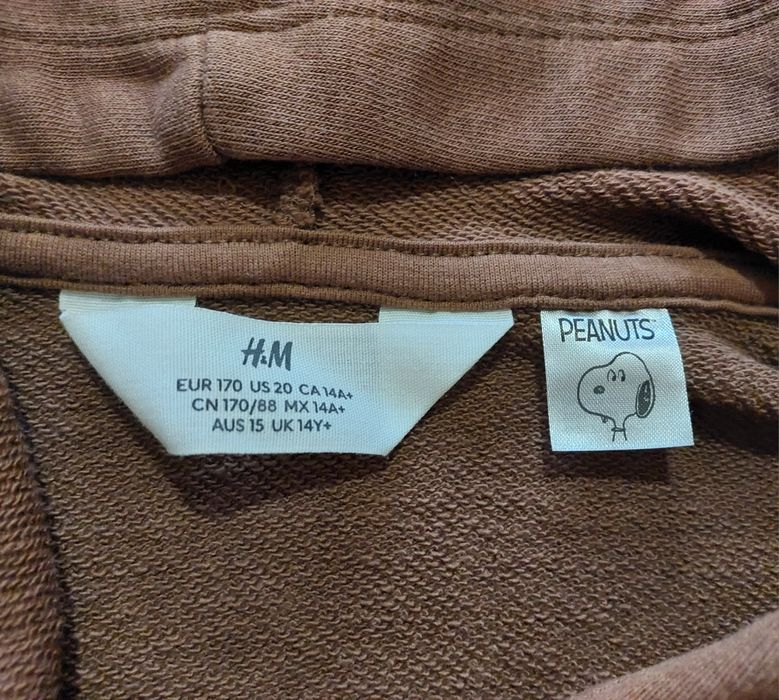 H&M
EUR 170 US 20 CA 14A+
CN 170/88 MX 14A+
AUS 15 UK 14Y+
PEANUTS